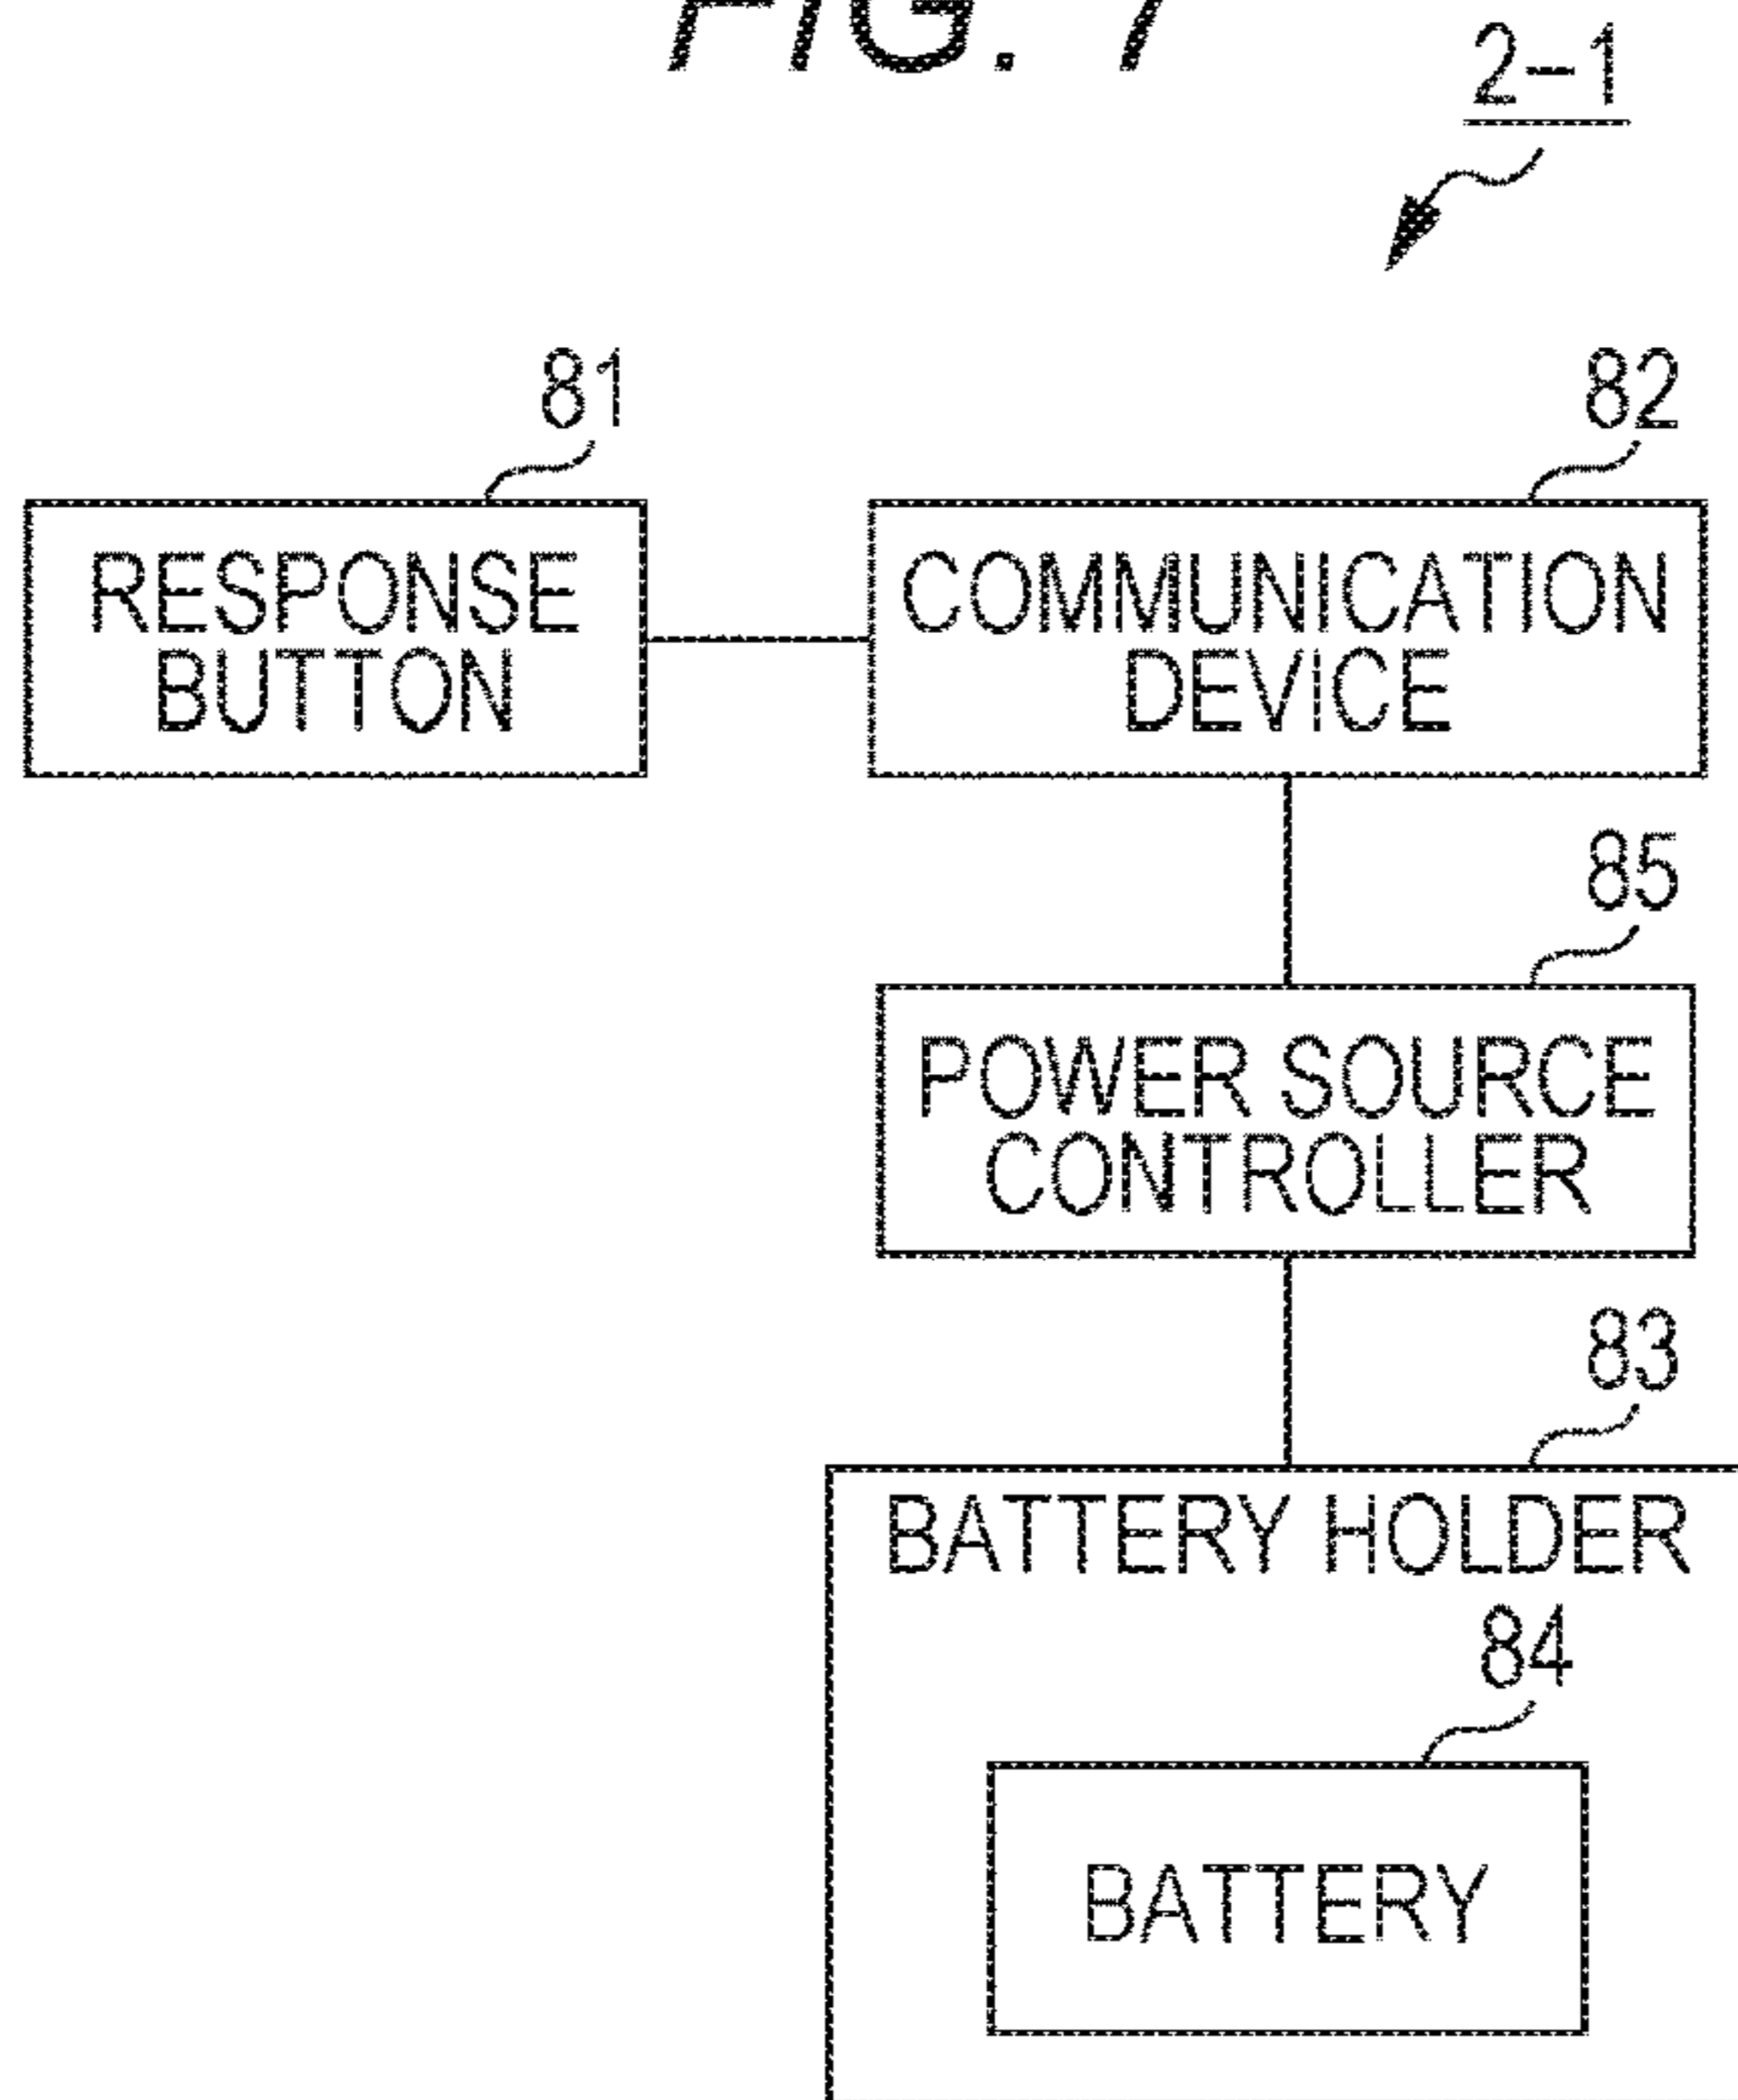 FIG. 7
2-1
81
82
RESPONSE
BUTTON
COMMUNICATION
DEVICE
85
POWER SOURCE
CONTROLLER
83
BATTERY HOLDER
84
BATTERY